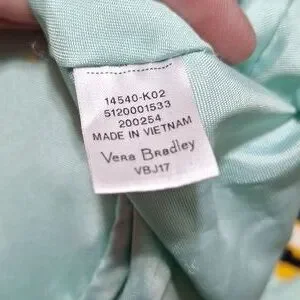 14540-K02
5120001533
200254
MADE IN VIETNAM
Vera Bradley
VBJ17